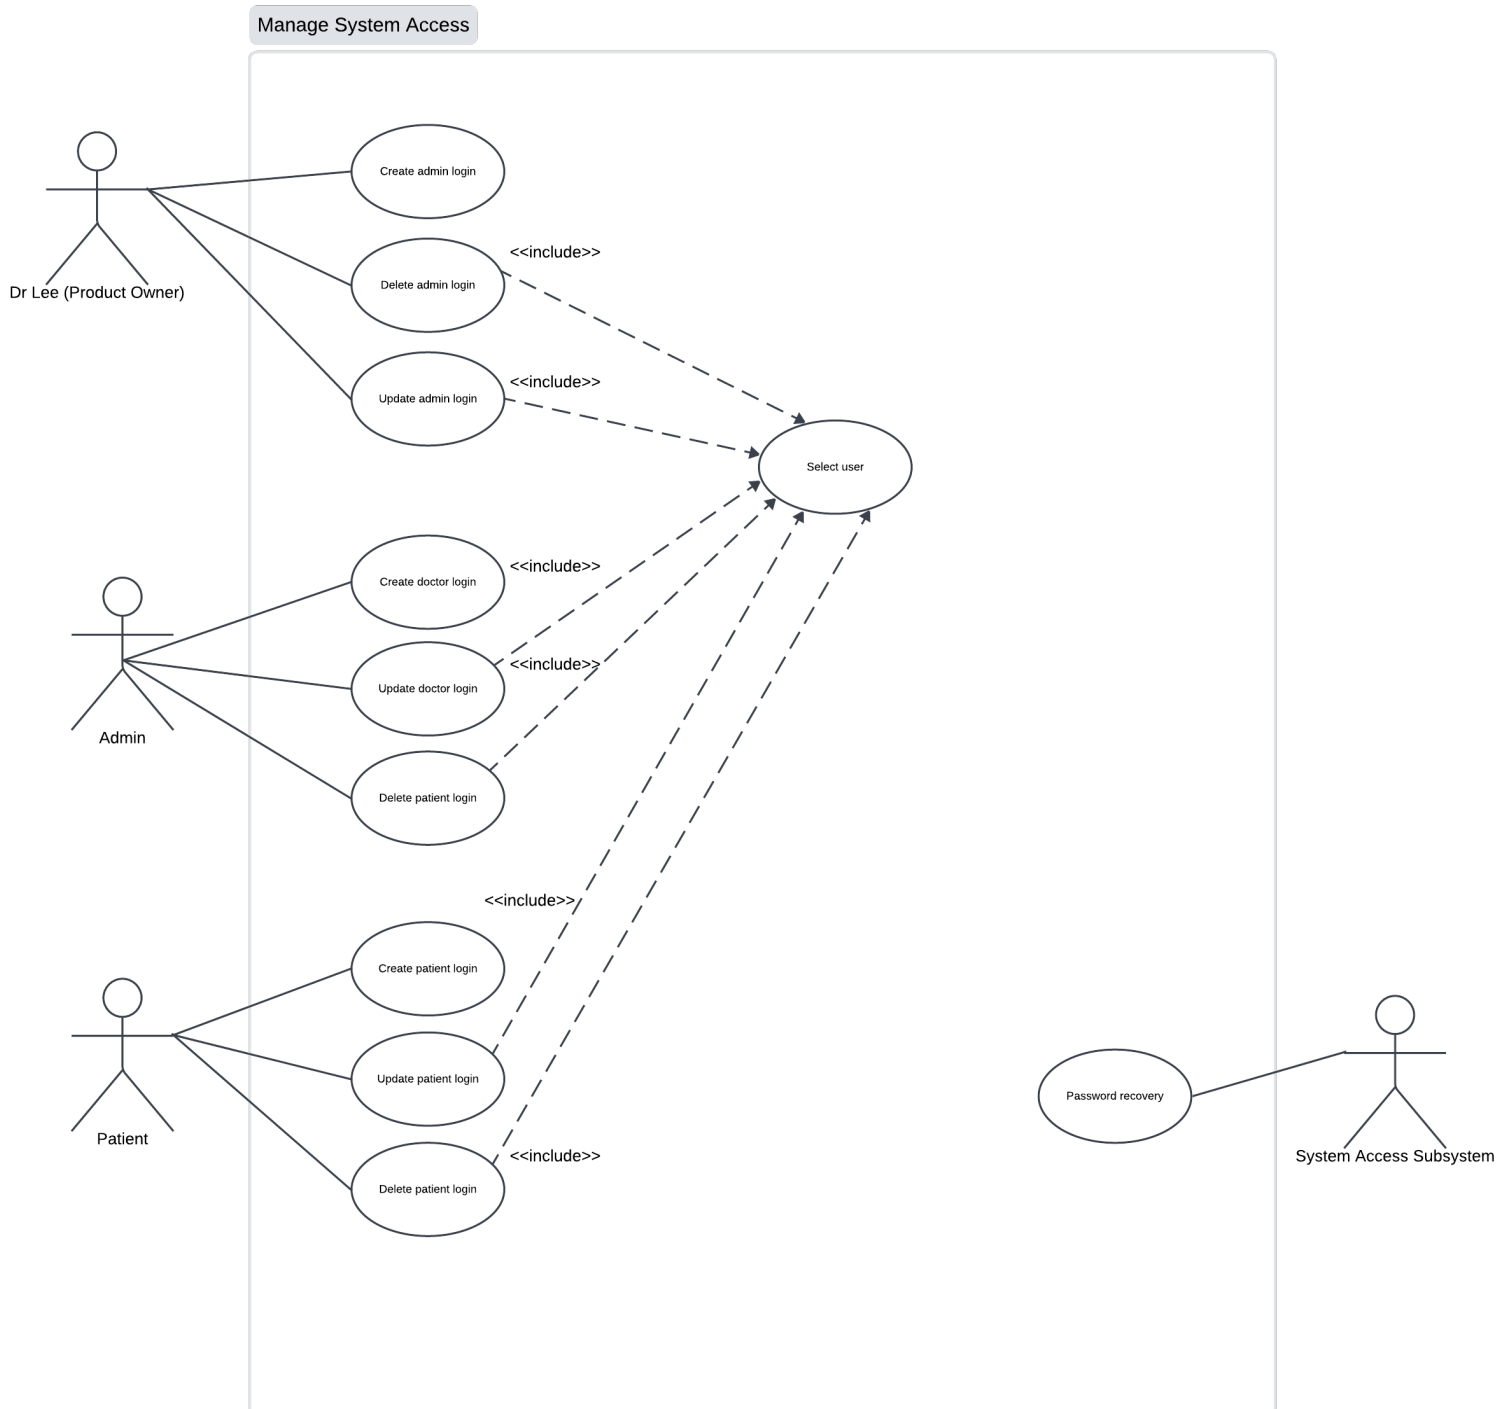 Manage System Access
Create admin login
<<include>>
Delete admin login
Dr Lee (Product Owner)
<<include>>
Update admin login
Select user
<<include>>
Create doctor login
<<include>>
Update doctor login
Admin
Delete patient login
<<include>>
Create patient login
Update patient login
Password recovery
Patient
<<include>>
System Access Subsystem
Delete patient login